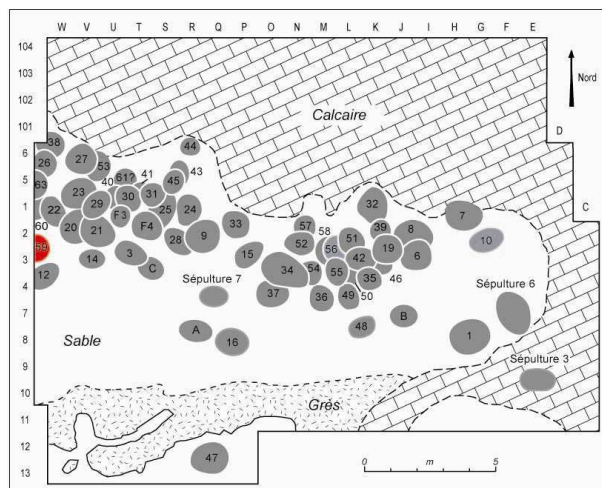 W V U T S R Q P O N M L K J I H G F E
104
103
102
101
6
5
1
2
3
4
7
8
9
10
11
12
13
D
C
Nord
Calcaire
Sable
Grés
38 26 27 53 40 61? 41 44 43
63 23 30 31 45
22 29 F3 25 24 32 7
60 20 21 F4 28 9 33 57 58 39 8 10
59 14 3 C 15 52 56 51 42 19 6
12 34 54 55 35 46
Sépulture 7 37 36 49 50 Sépulture 6
A 16 48 B 1
Sépulture 3
47
0 m 5